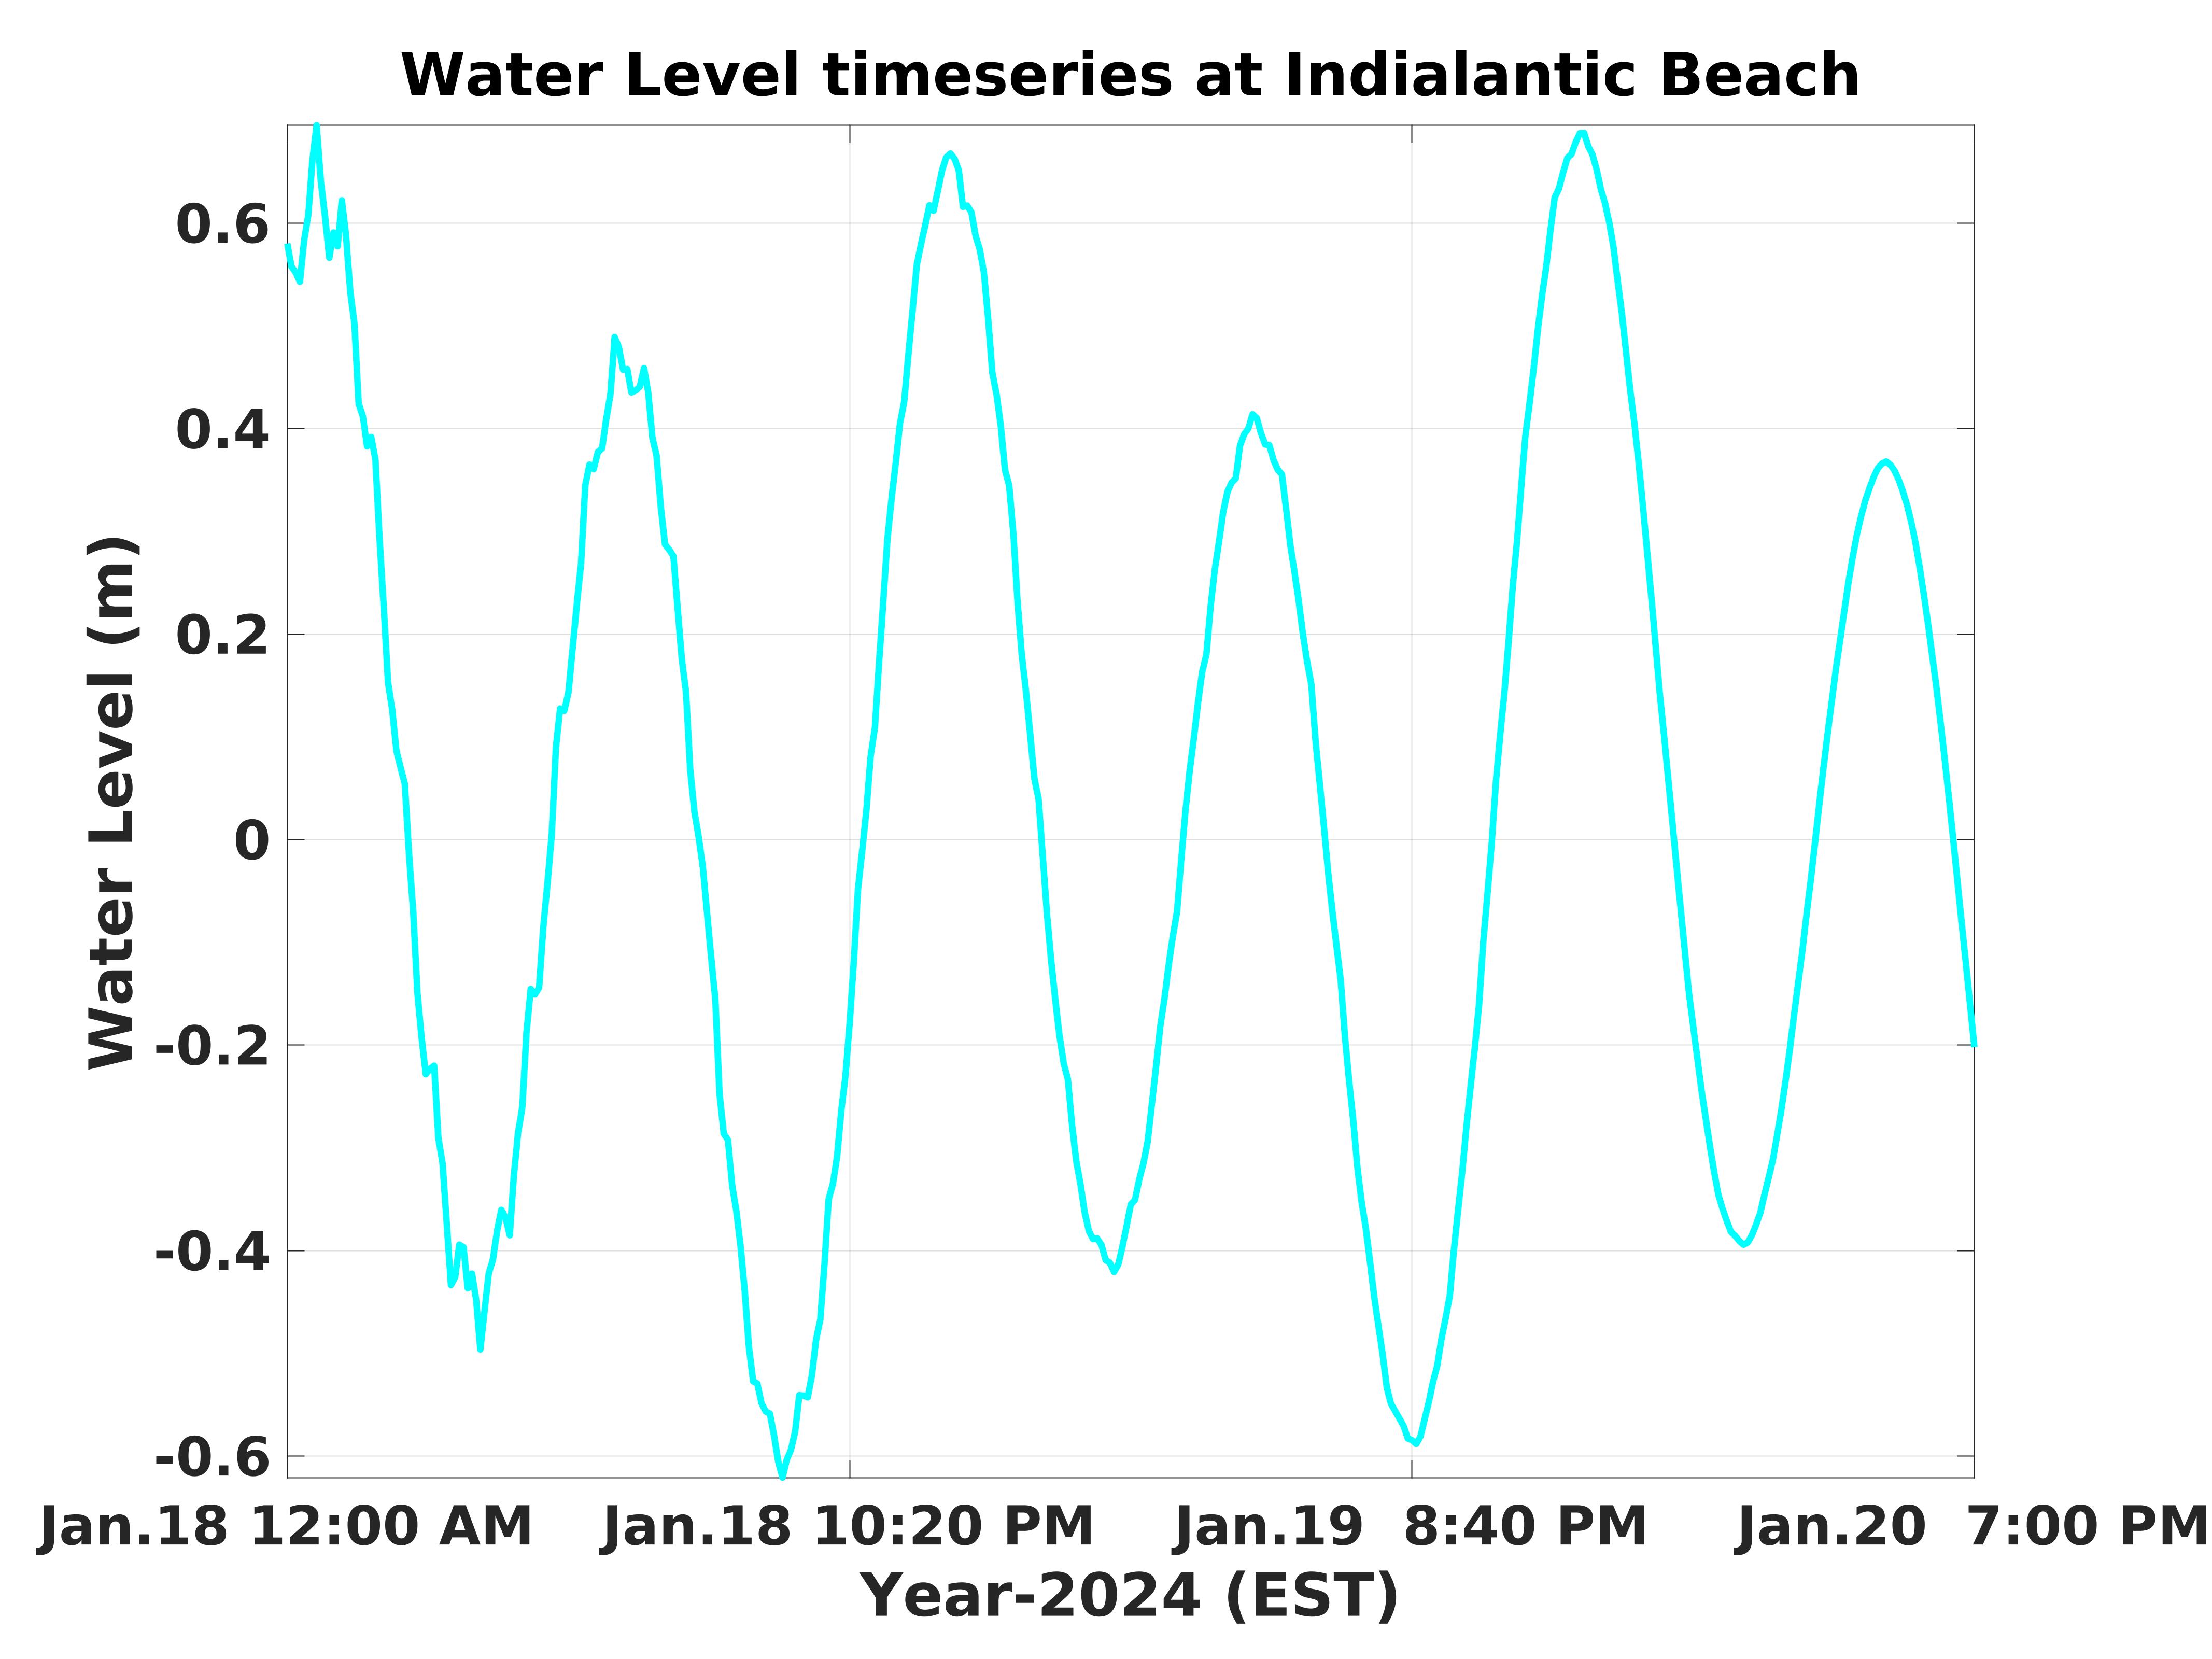 Water Level timeseries at Indialantic Beach
Water Level (m)
0.6
0.4
0.2
0
-0.2
-0.4
-0.6
Jan.18 12:00 AM Jan.18 10:20 PM Jan.19 8:40 PM Jan.20 7:00 PM
Year-2024 (EST)